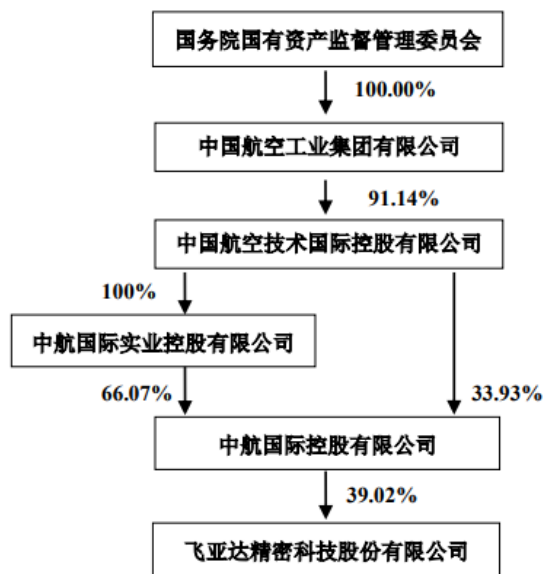 国务院国有资产监督管理委员会
100.00%
中国航空工业集团有限公司
91.14%
中国航空技术国际控股有限公司
100%
中航国际实业控股有限公司
66.07%
33.93%
中航国际控股有限公司
39.02%
飞亚达精密科技股份有限公司